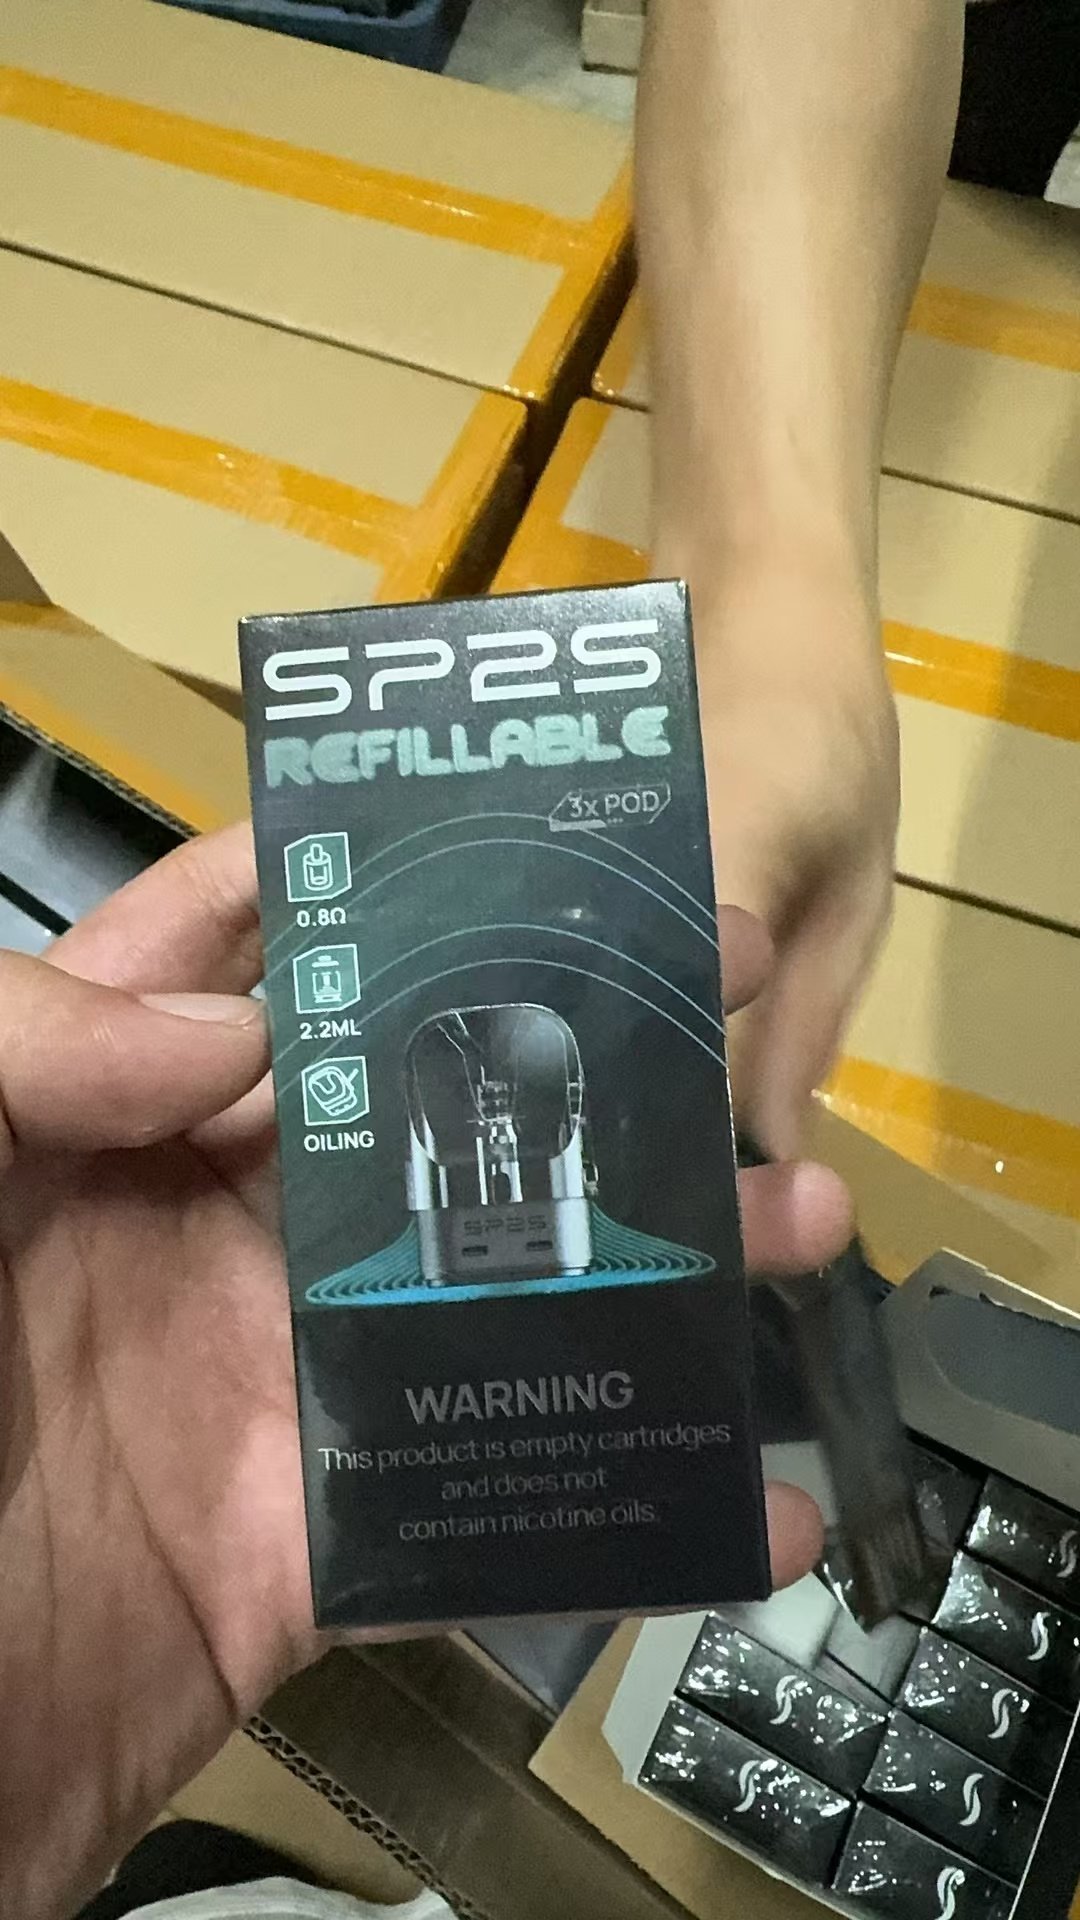 SP2S
REFILLABLE
3x POD
0.8Ω
2.2ML
OILING
SP2S
WARNING
This product is empty cartridges
and does not
contain nicotine oils.